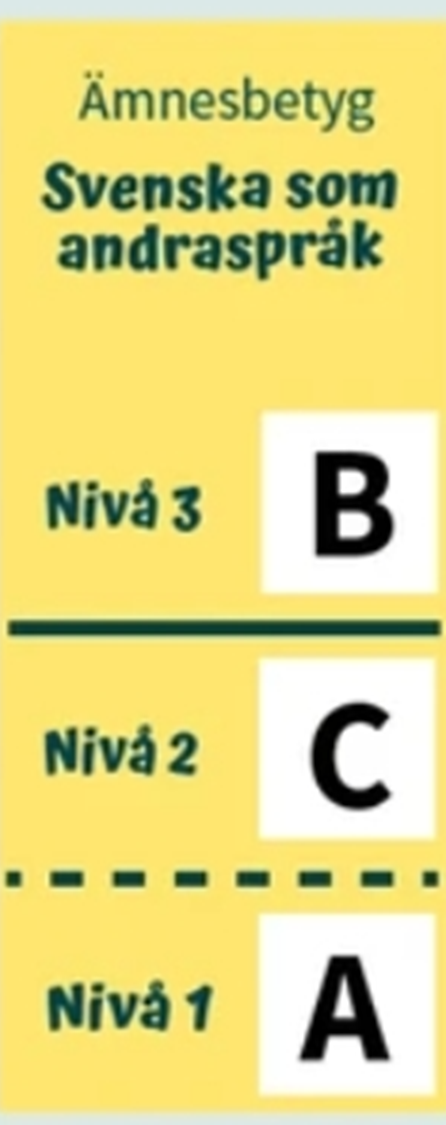 Ämnesbetyg
Svenska som
andraspråk
Nivå 3 B
Nivå 2 C
Nivå 1 A